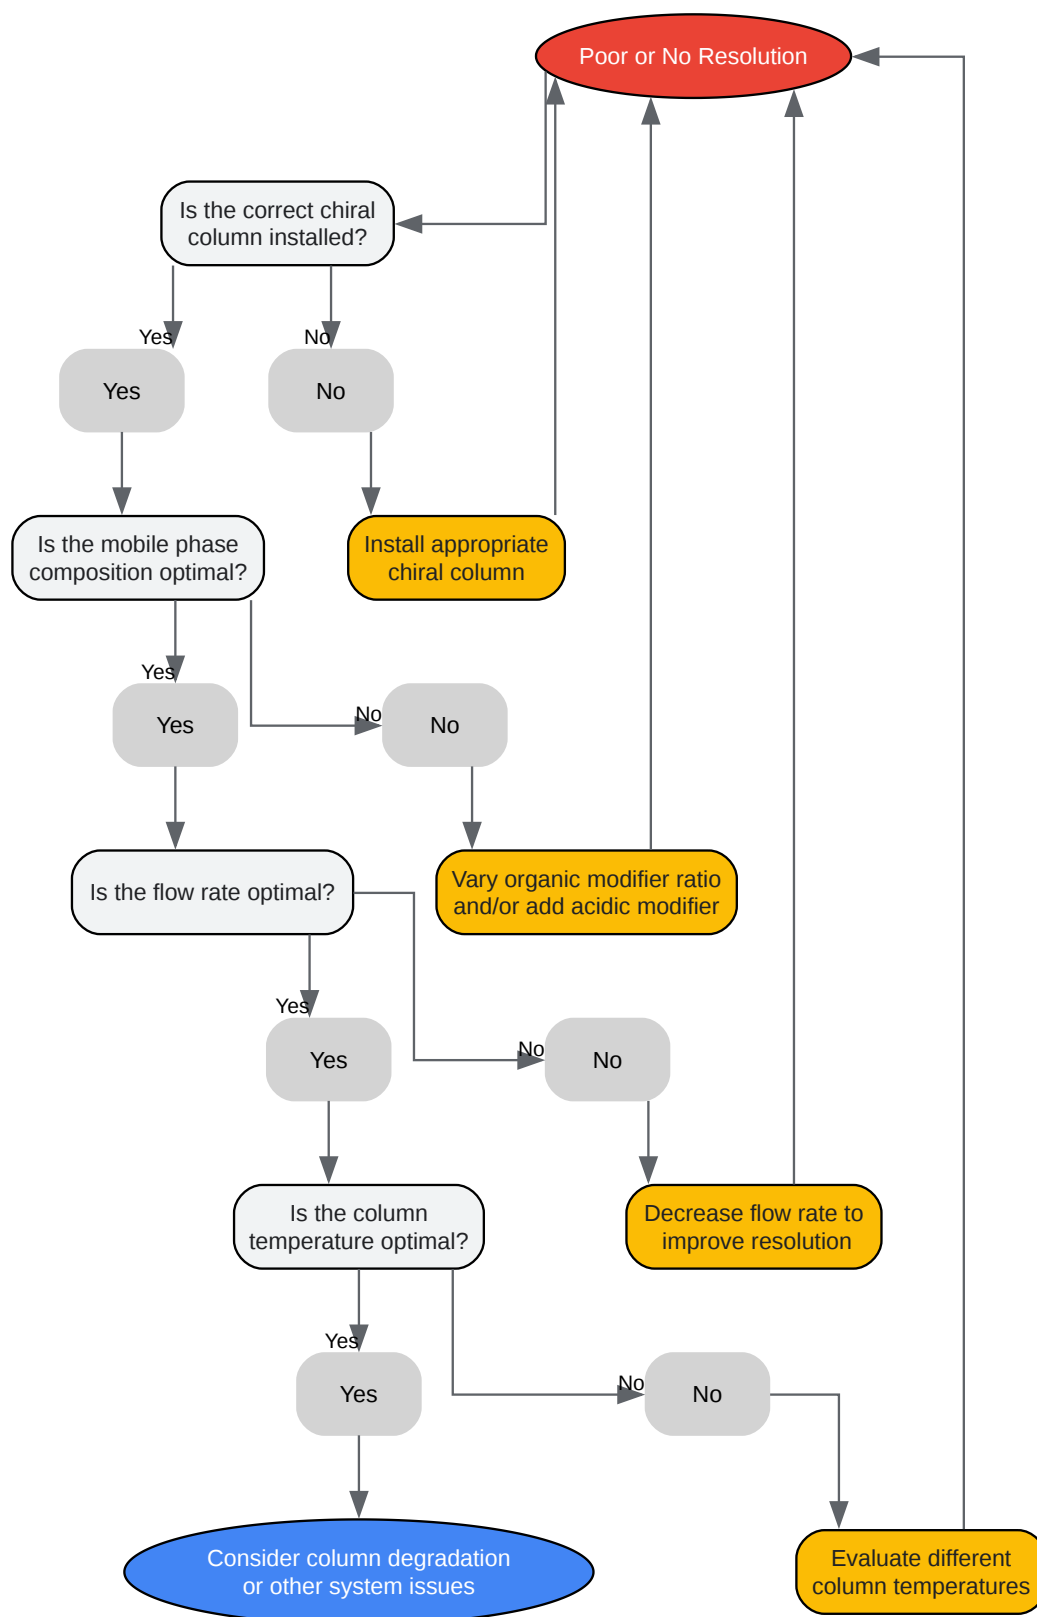 Poor or No Resolution
Is the correct chiral
column installed?
Yes
No
Yes
No
Is the mobile phase
composition optimal?
Install appropriate
chiral column
Yes
No
Yes
No
Is the flow rate optimal?
Vary organic modifier ratio
and/or add acidic modifier
Yes
No
Yes
No
Is the column
temperature optimal?
Decrease flow rate to
improve resolution
Yes
No
Yes
No
Consider column degradation
or other system issues
Evaluate different
column temperatures